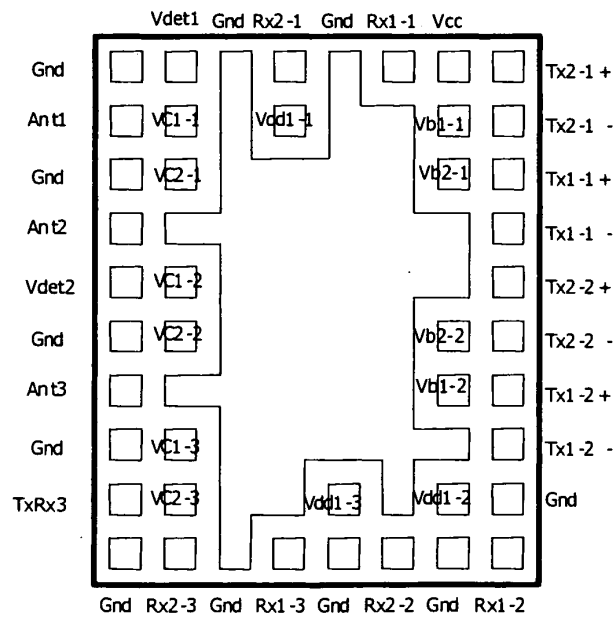 Vdet1 Gnd Rx2-1 Gnd Rx1-1 Vcc
Gnd Tx2-1 +
Ant1 VC1-1 Vdd1-1 Vb1-1 Tx2-1 -
Gnd VC2-1 Vb2-1 Tx1-1 +
Ant2 Tx1-1 -
Vdet2 VC1-2 Tx2-2 +
Gnd VC2-2 Vb2-2 Tx2-2 -
Ant3 Vb1-2 Tx1-2 +
Gnd VC1-3 Tx1-2 -
TxRx3 VC2-3 Vdd1-3 Vdd1-2 Gnd
Gnd Rx2-3 Gnd Rx1-3 Gnd Rx2-2 Gnd Rx1-2